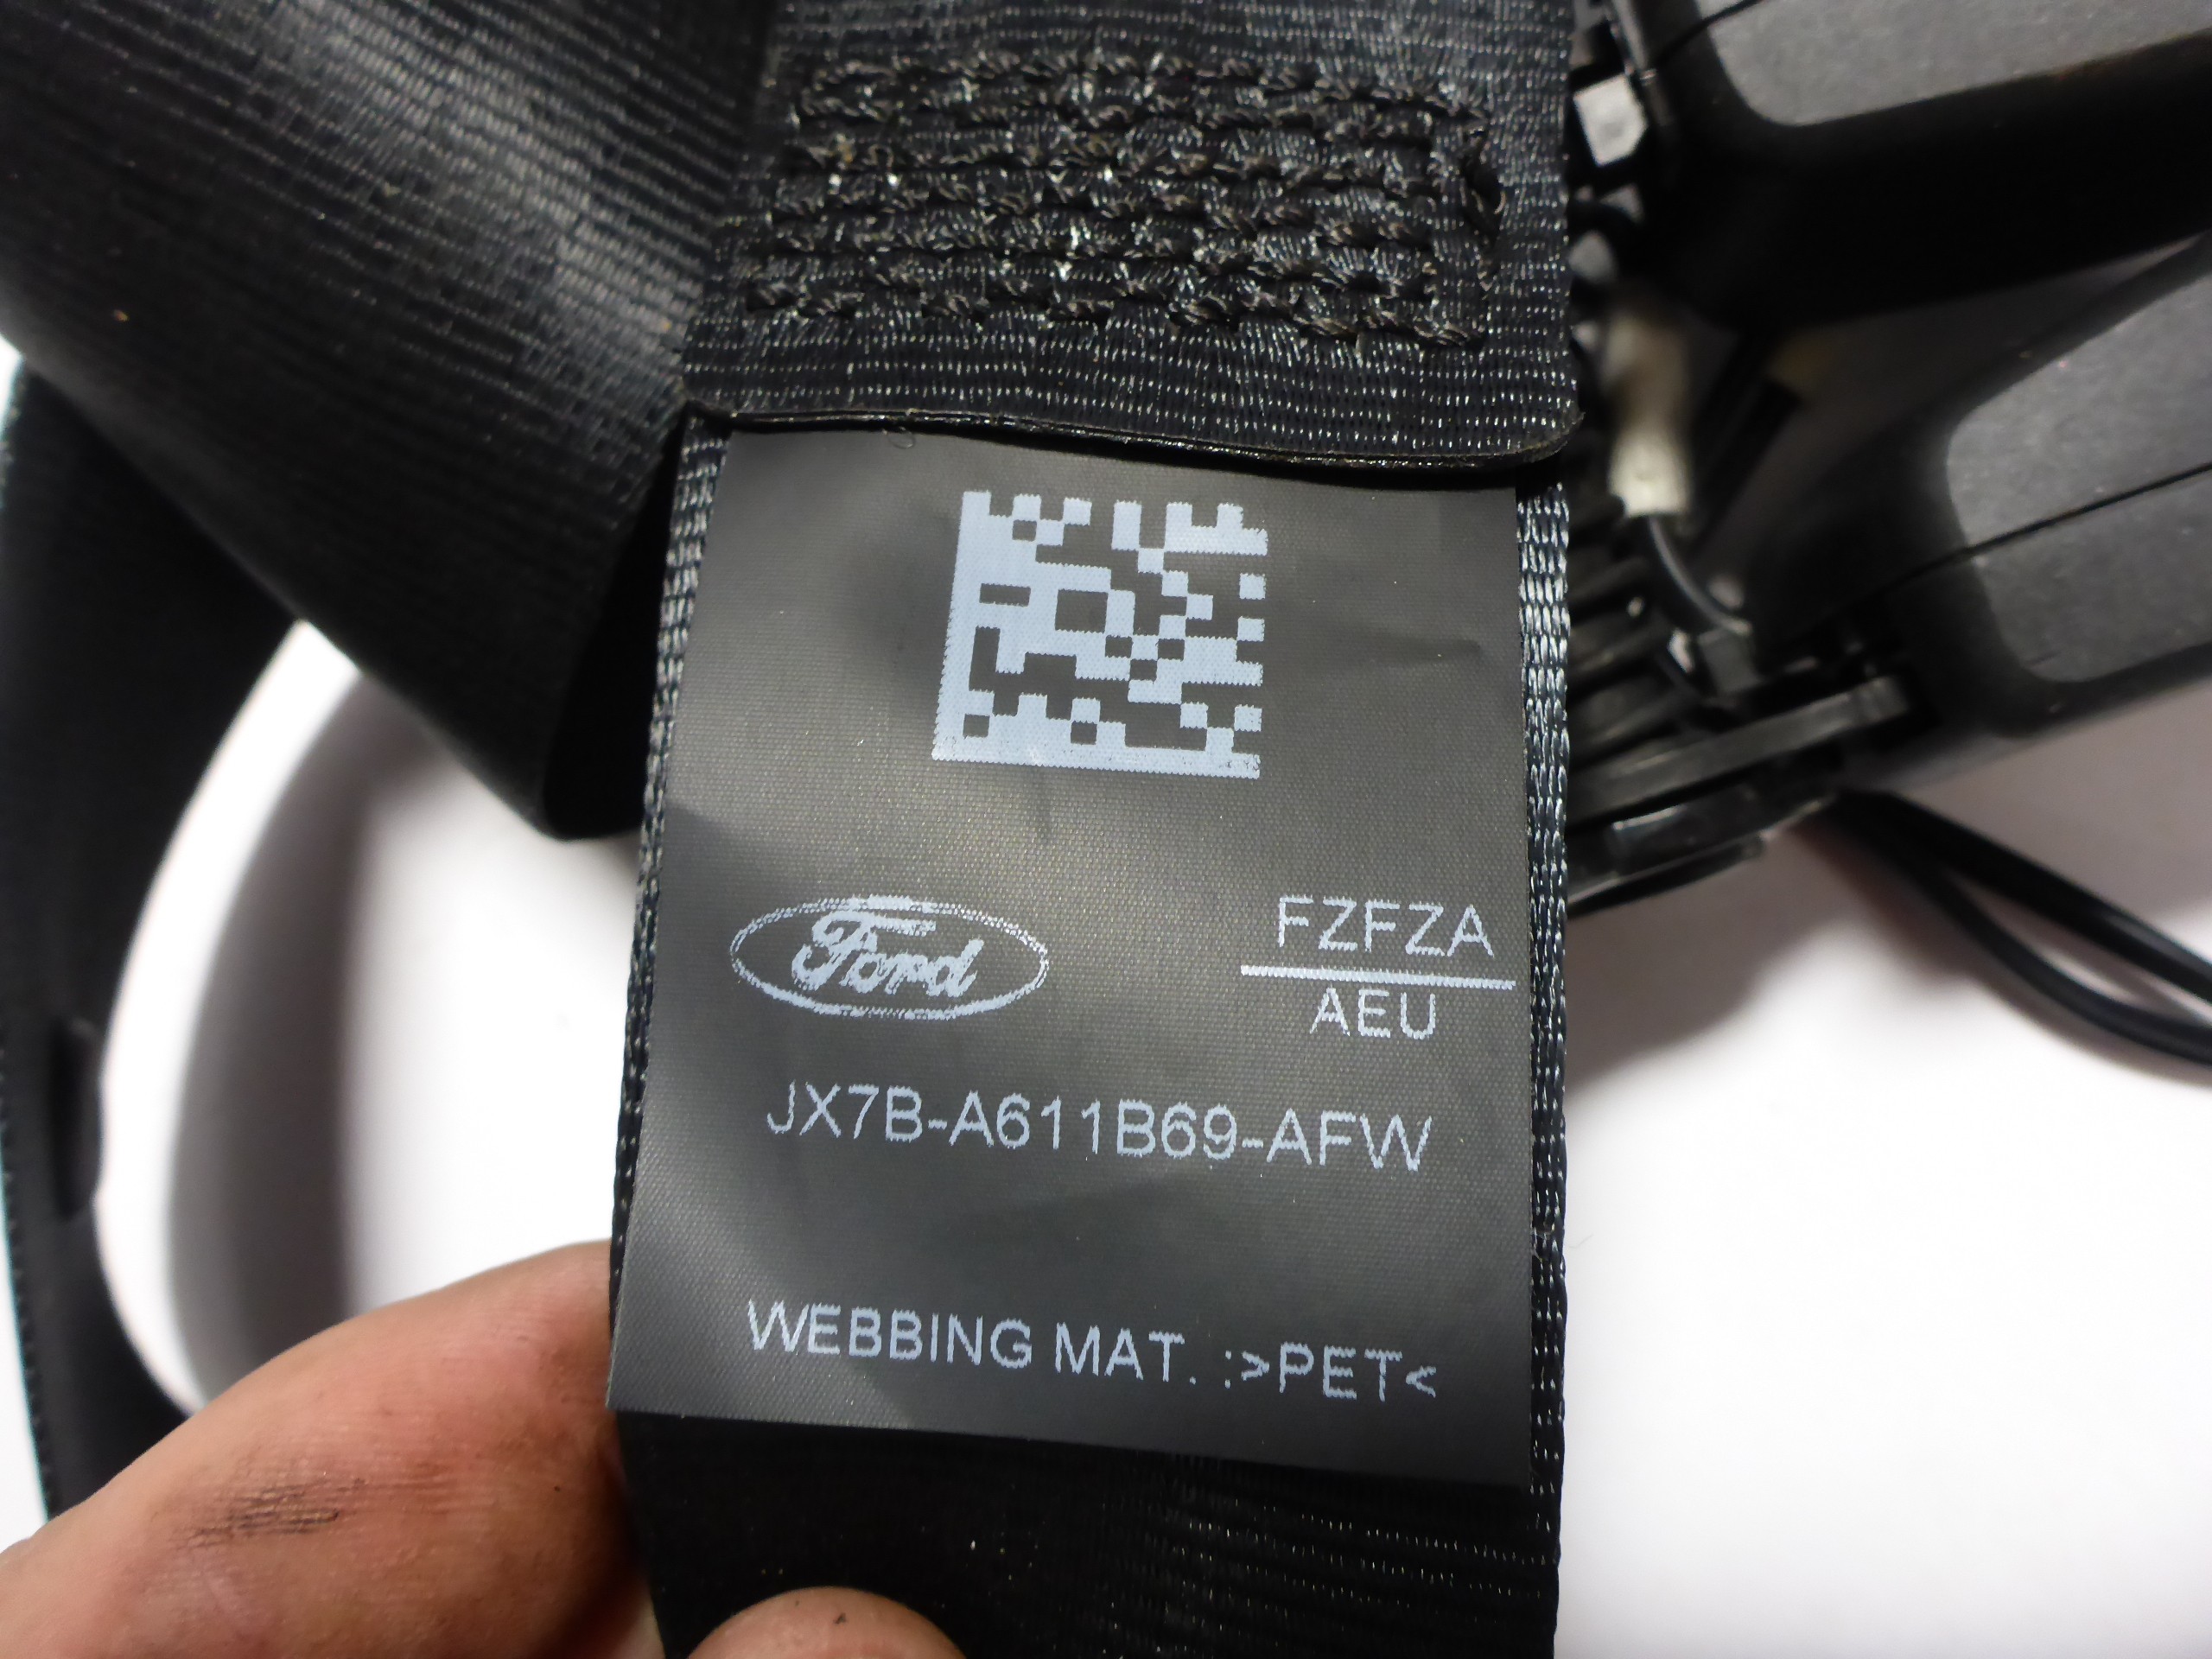 Ford
FZFZA
AEU
JX7B-A611B69-AFW
WEBBING MAT. :>PET<